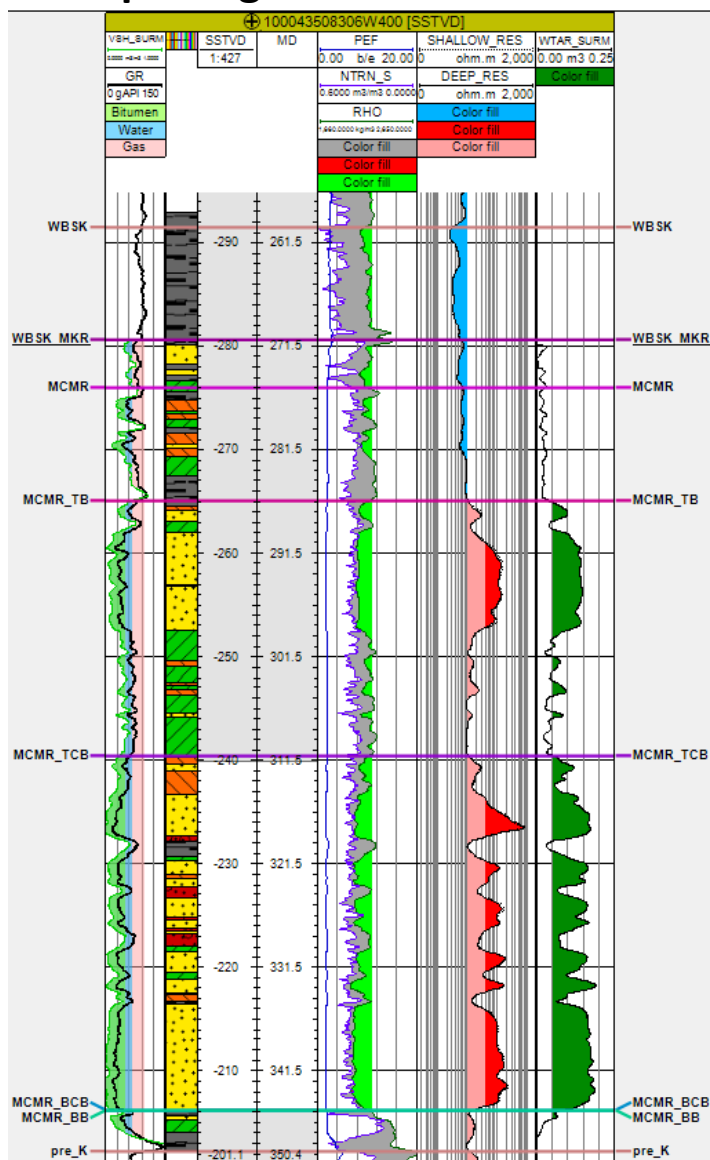 100043508306W400 [SSTVD]
VSH_SURM SSTVD MD PEF SHALLOW_RES WTAR_SURM
1:427 0.00 b/e 20.00 0 ohm.m 2,000 0.00 m3 0.25
GR NTRN_S DEEP_RES Color fill
0 gAPI 150 0.6000 m3/m3 0.0000 0 ohm.m 2,000
Bitumen RHO Color fill
Water Color fill
Gas Color fill Color fill
Color fill
Color fill
WBSK WBSK
-290 261.5
WBSK_MKR WBSK_MKR
-280 271.5
MCMR MCMR
-270 281.5
MCMR_TB MCMR_TB
-260 291.5
-250 301.5
MCMR_TCB MCMR_TCB
-240 311.5
-230 321.5
-220 331.5
-210 341.5
MCMR_BCB MCMR_BCB
MCMR_BB MCMR_BB
pre_K -201.1 350.4 pre_K